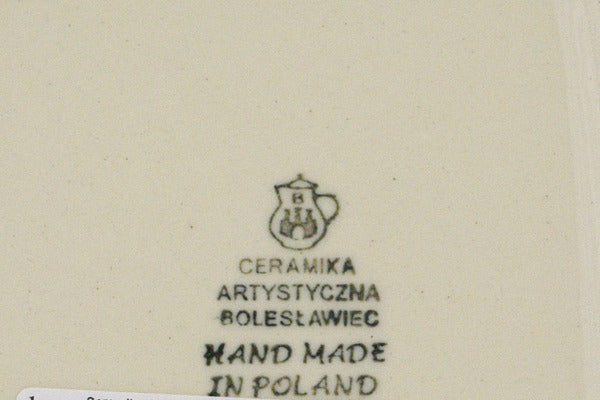 B
CERAMIKA
ARTYSTYCZNA
BOLESŁAWIEC
HAND MADE
IN POLAND